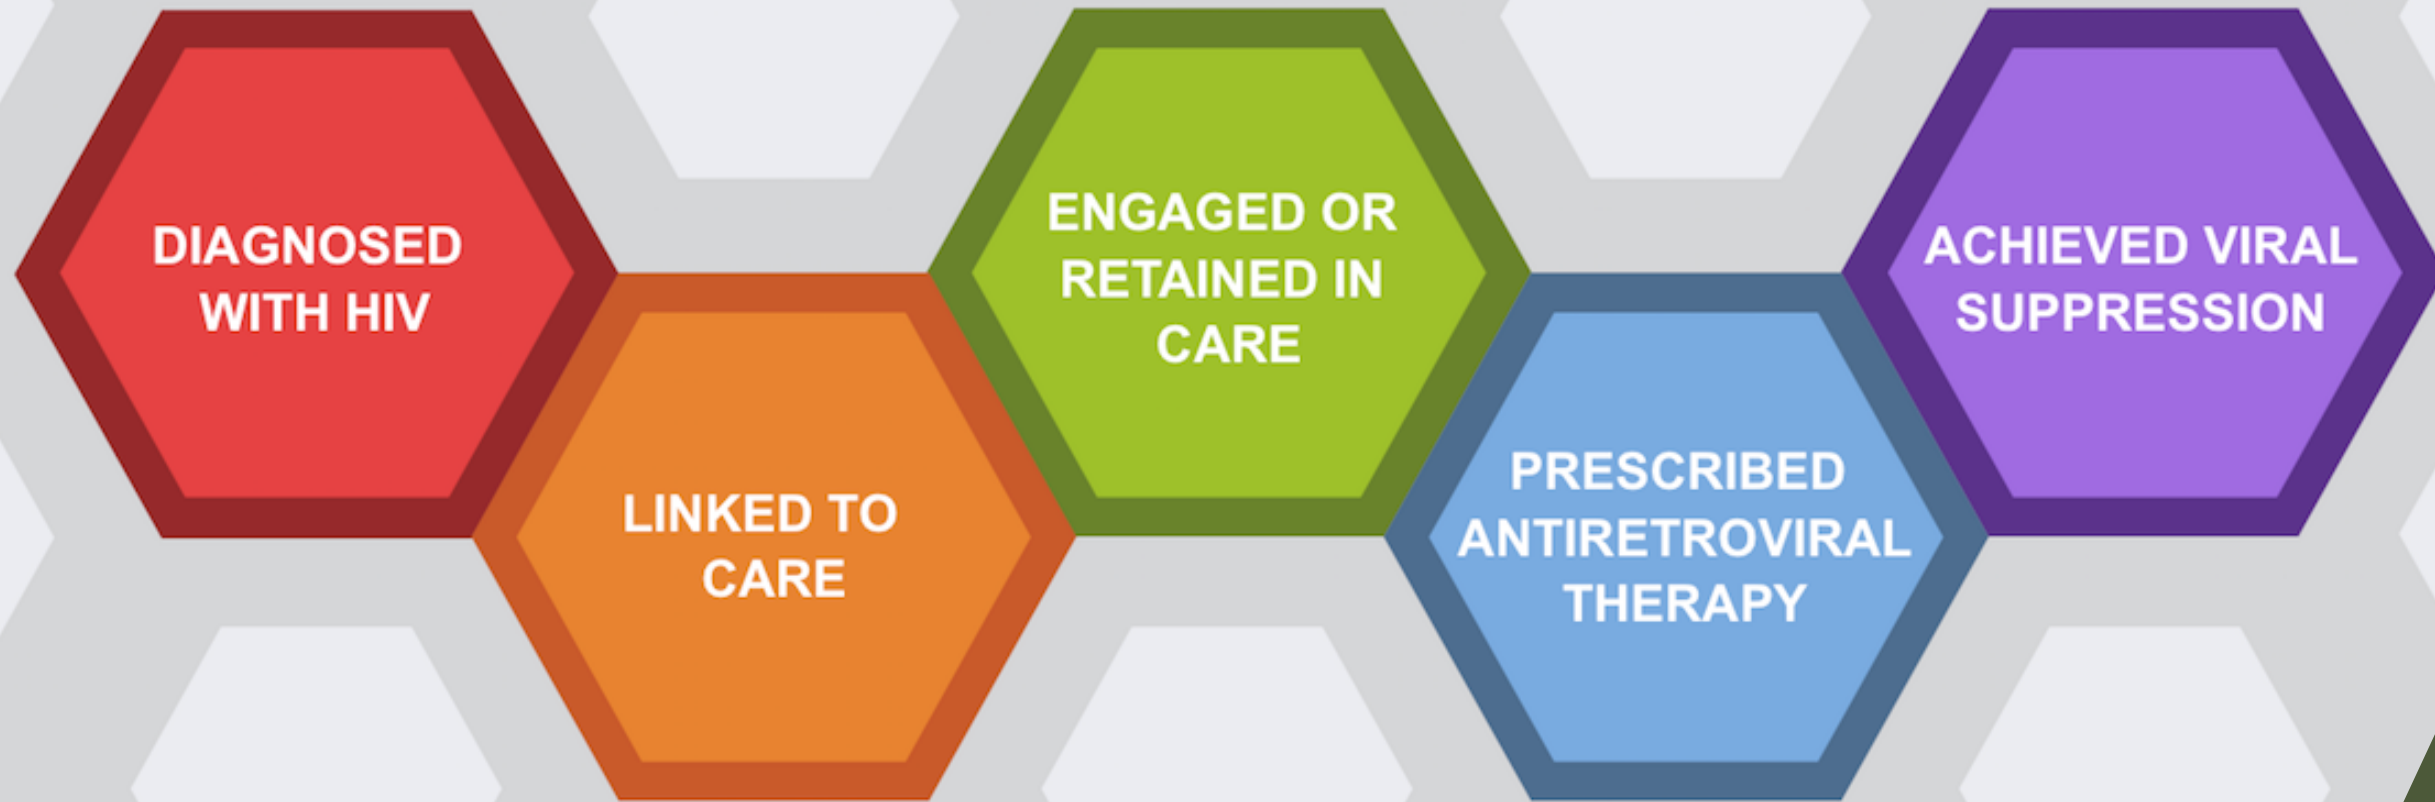 DIAGNOSED
WITH HIV
LINKED TO
CARE
ENGAGED OR
RETAINED IN
CARE
PRESCRIBED
ANTIRETROVIRAL
THERAPY
ACHIEVED VIRAL
SUPPRESSION